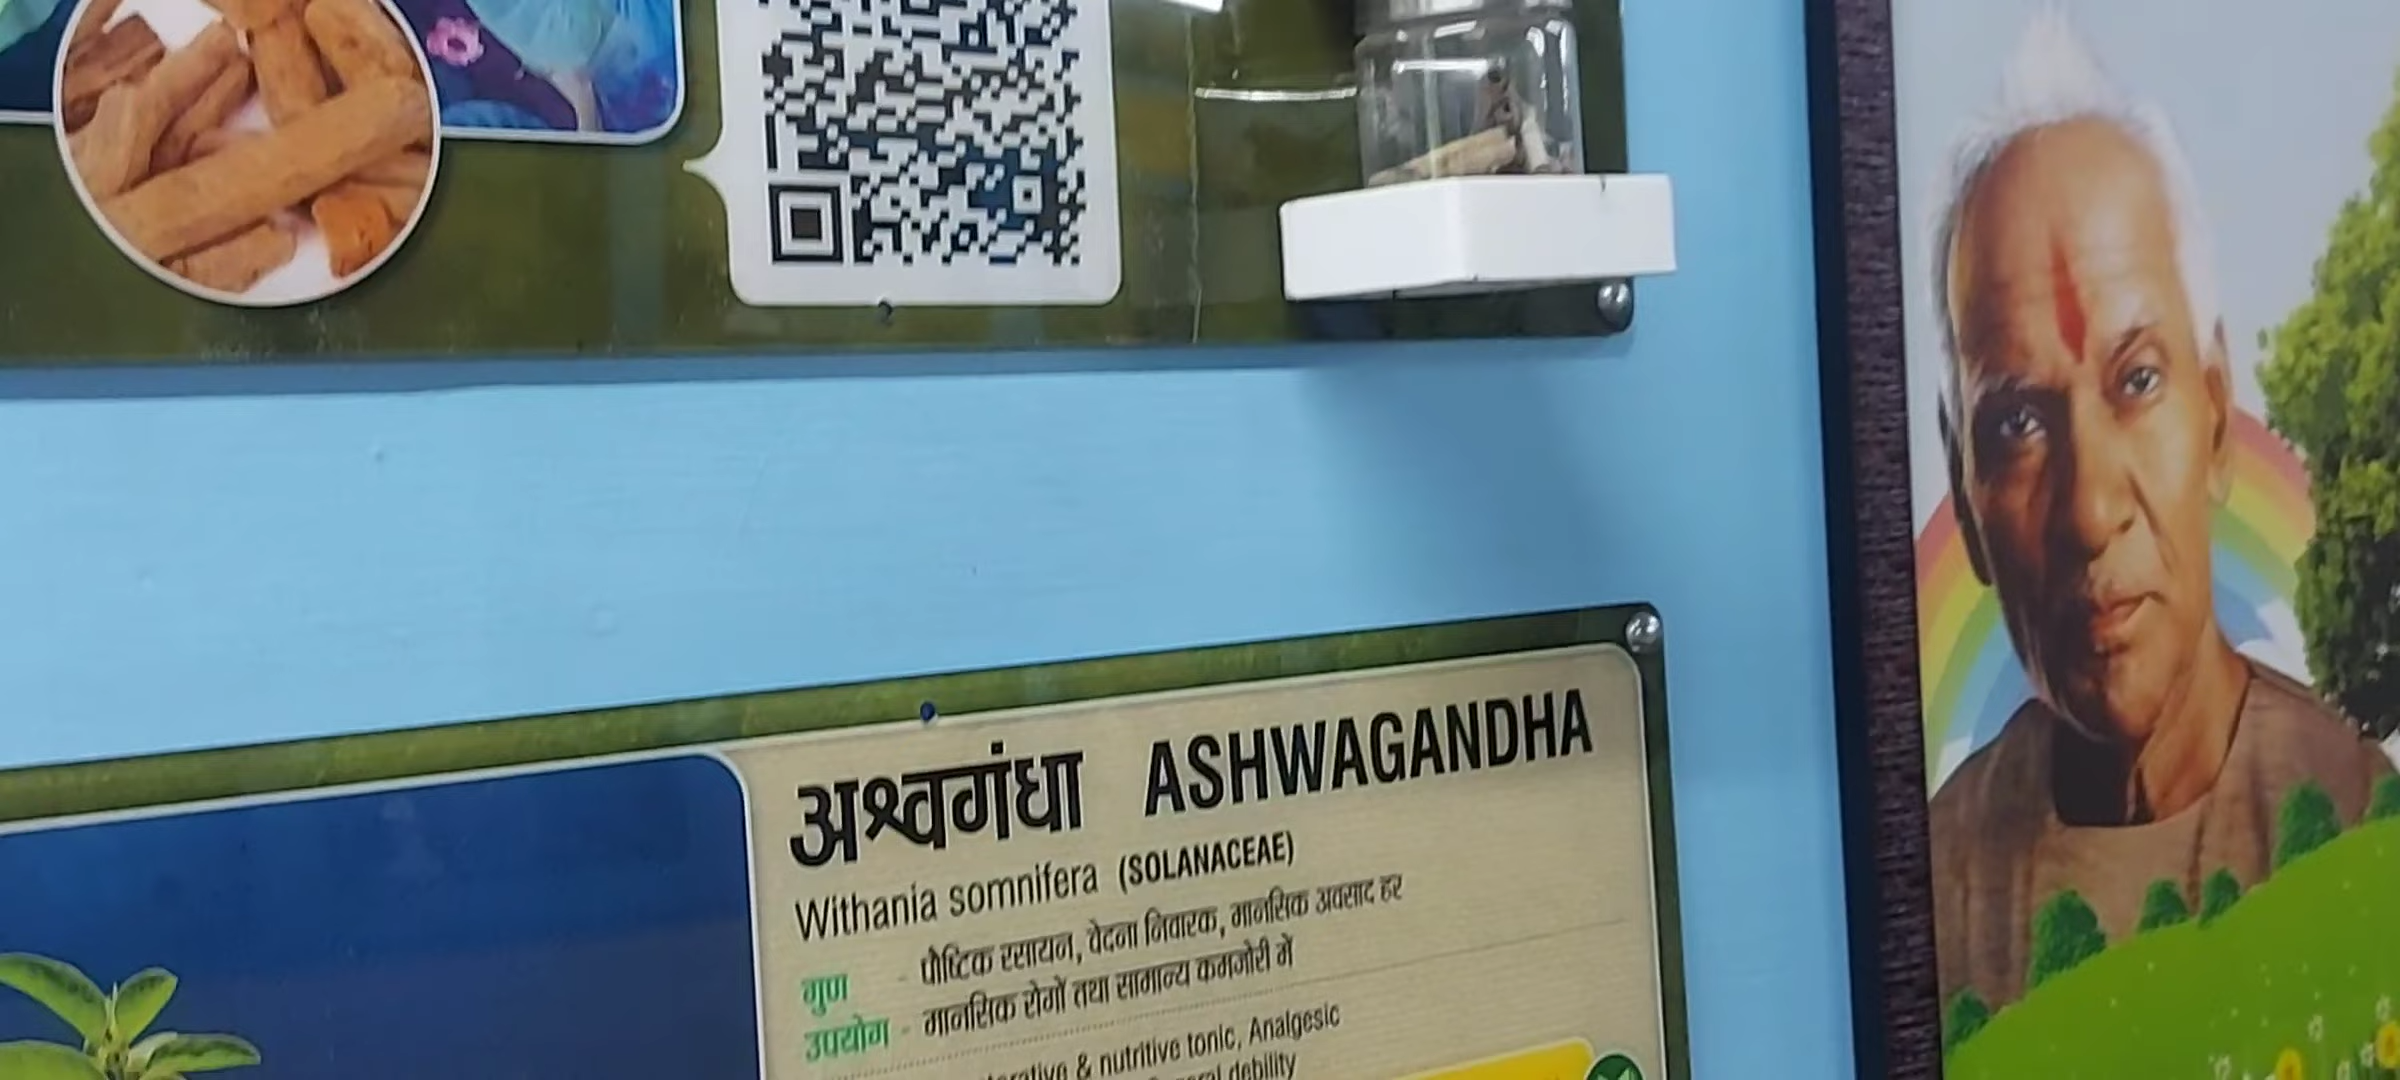 अश्वगंधा ASHWAGANDHA
Withania somnifera (SOLANACEAE)
गुण - पौष्टिक रसायन, वेदना निवारक, मानसिक अवसाद हर
उपयोग - मानसिक रोगों तथा सामान्य कमजोरी में
& nutritive tonic, Analgesic
debility